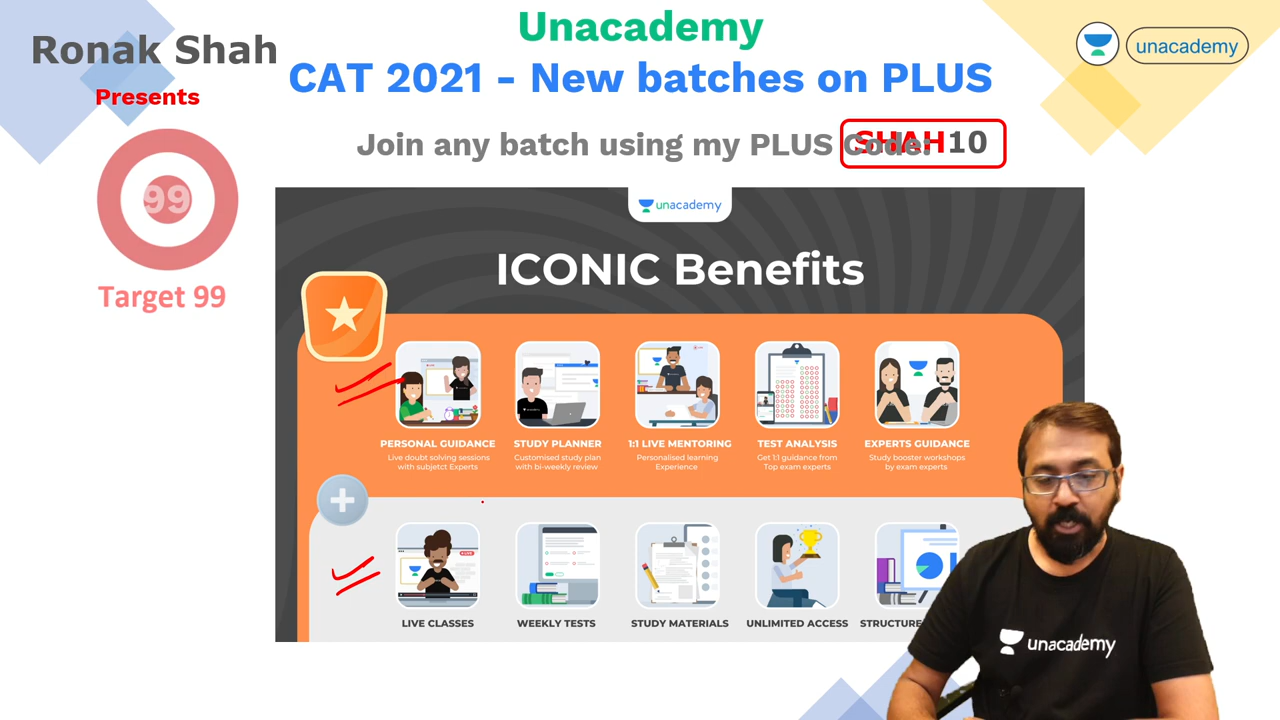 Ronak Shah
Presents
Unacademy
CAT 2021 - New batches on PLUS
unacademy
Join any batch using my PLUS Code:
SHAH10
99
Target 99
unacademy
ICONIC Benefits
PERSONAL GUIDANCE
Live doubt solving sessions
with subjetct Experts
STUDY PLANNER
Customised study plan
with bi-weekly review
1:1 LIVE MENTORING
Personalised learning
Experience
TEST ANALYSIS
Get 1:1 guidance from
Top exam experts
EXPERTS GUIDANCE
Study booster workshops
by exam experts
LIVE CLASSES
WEEKLY TESTS
STUDY MATERIALS
UNLIMITED ACCESS
STRUCTURE
unacademy